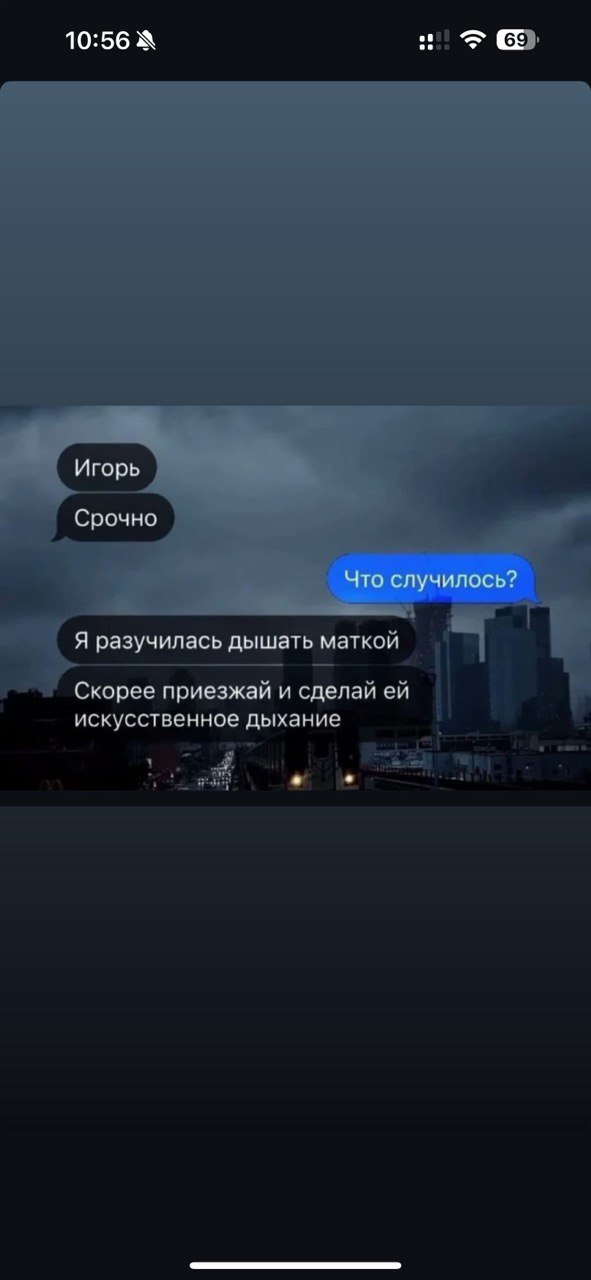 10:56
69
Игорь
Срочно
Что случилось?
Я разучилась дышать маткой
Скорее приезжай и сделай ей
искусственное дыхание